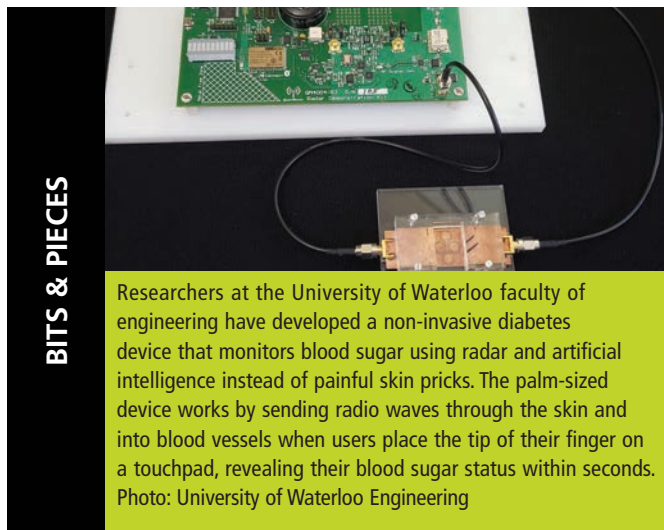 BITS & PIECES
Radar Demonstration Kit
Researchers at the University of Waterloo faculty of
engineering have developed a non-invasive diabetes
device that monitors blood sugar using radar and artificial
intelligence instead of painful skin pricks. The palm-sized
device works by sending radio waves through the skin and
into blood vessels when users place the tip of their finger on
a touchpad, revealing their blood sugar status within seconds.
Photo: University of Waterloo Engineering